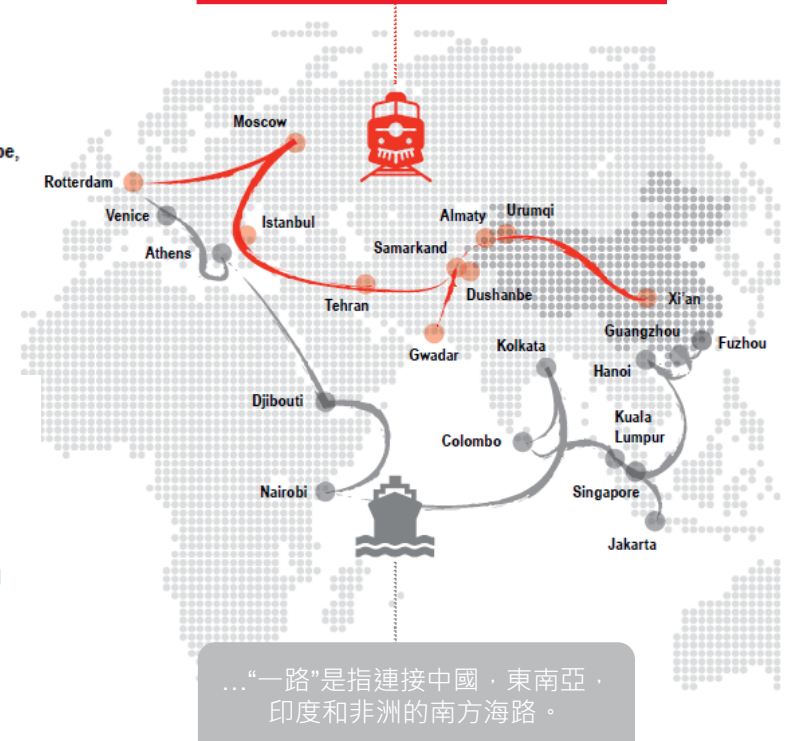 Moscow
pe,
Rotterdam
Almaty
Urumqi
Venice
Istanbul
Samarkand
Athens
Dushanbe
Tehran
Xi'an
Guangzhou
Fuzhou
Kolkata
Gwadar
Hanoi
Djibouti
Kuala
Lumpur
Colombo
Nairobi
Singapore
Jakarta
…“一路”是指連接中國，東南亞，
印度和非洲的南方海路。